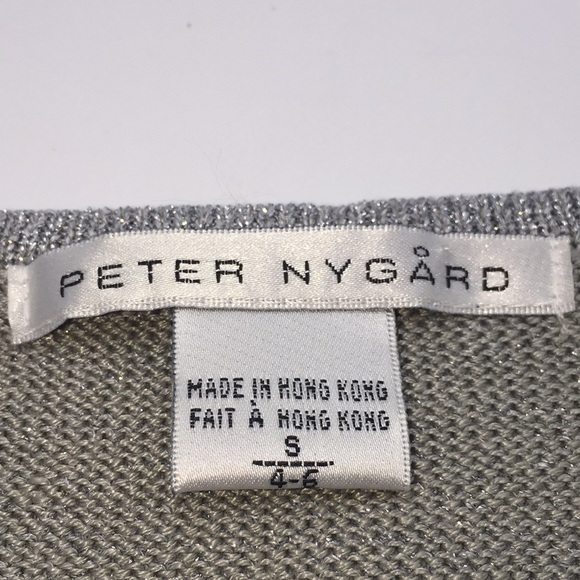 PETER NYGÅRD
MADE IN HONG KONG
FAIT À HONG KONG
S
4-6